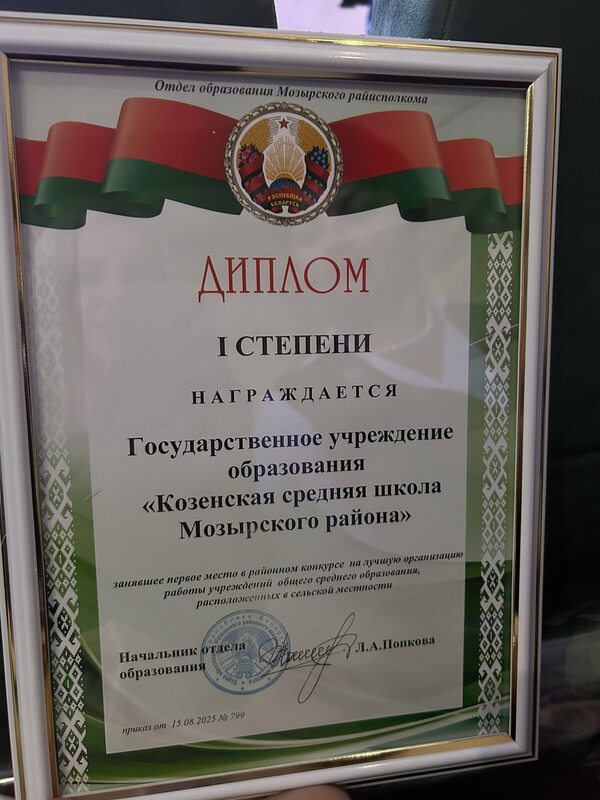 Отдел образования Мозырского райисполкома
РЭСПУБЛІКА
БЕЛАРУСЬ
ДИПЛОМ
I СТЕПЕНИ
НАГРАЖДАЕТСЯ
Государственное учреждение
образования
«Козенская средняя школа
Мозырского района»
занявшее первое место в районном конкурсе на лучшую организацию
работы учреждений общего среднего образования,
расположенных в сельской местности
Начальник отдела
образования
Л.А.Попкова
приказ от 15.08.2025 № 799